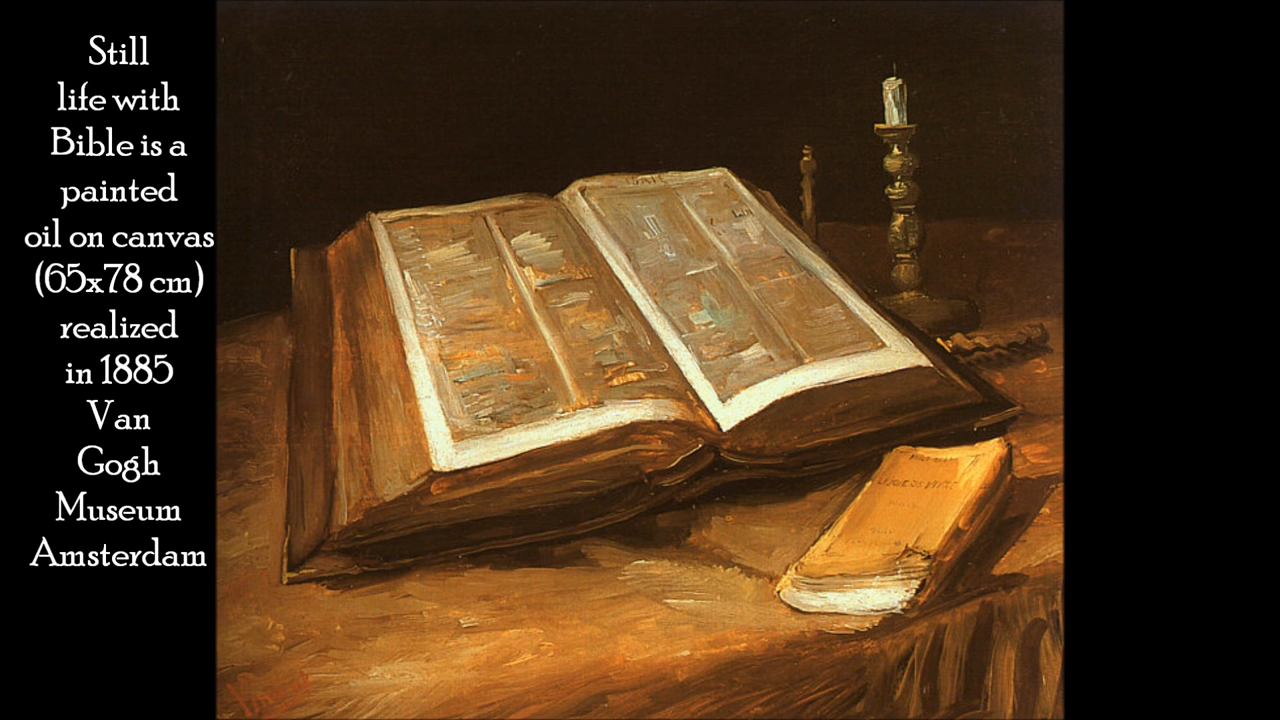 Still
life with
Bible is a
painted
oil on canvas
(65x78 cm)
realized
in 1885
Van
Gogh
Museum
Amsterdam